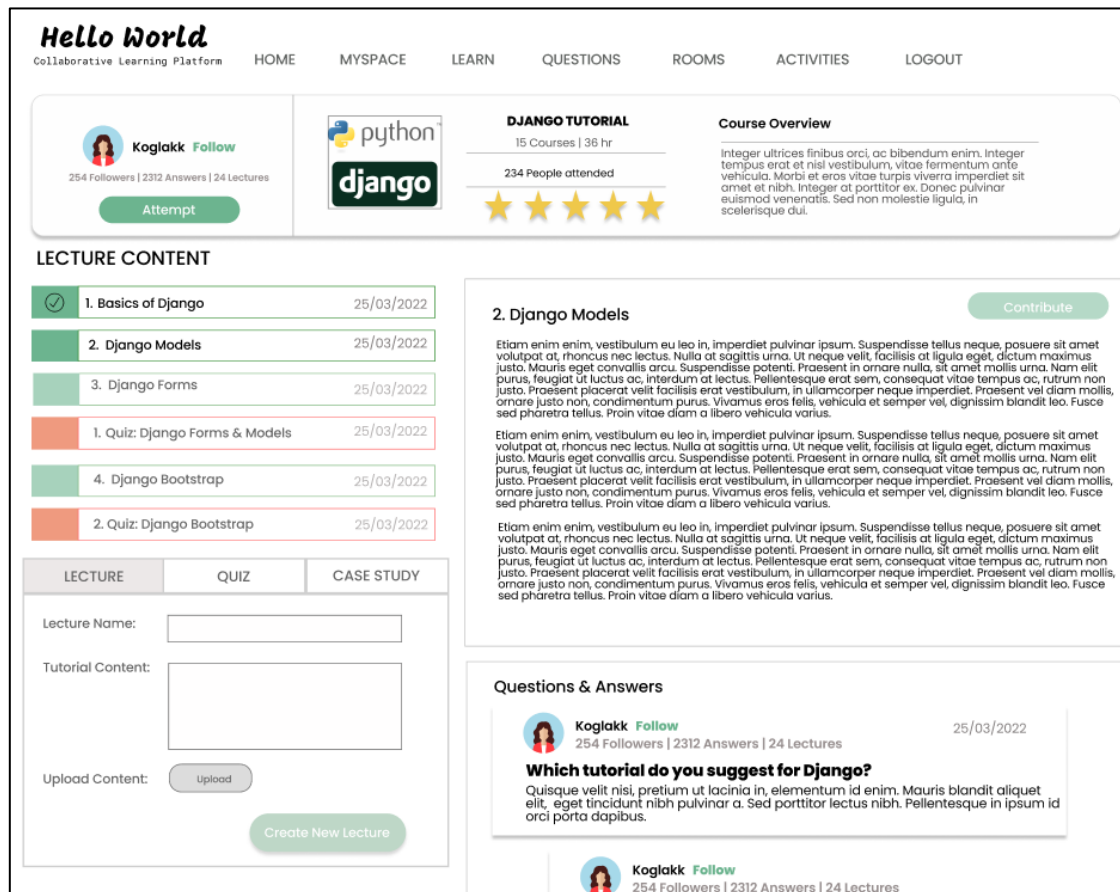 Hello World
Collaborative Learning Platform
HOME MYSPACE LEARN QUESTIONS ROOMS ACTIVITIES LOGOUT
Koglakk Follow
254 Followers | 2312 Answers | 24 Lectures
Attempt
python
django
DJANGO TUTORIAL
15 Courses | 36 hr
234 People attended
Course Overview
Integer ultrices finibus orci, ac bibendum enim. Integer
tempus erat et nisl vestibulum, vitae fermentum ante
vehicula. Morbi et eros vitae turpis viverra imperdiet sit
amet et nibh. Integer at porttitor ex. Donec pulvinar
euismod venenatis. Sed non molestie ligula, in
scelerisque dui.
LECTURE CONTENT
1. Basics of Django 25/03/2022
2. Django Models 25/03/2022
3. Django Forms 25/03/2022
1. Quiz: Django Forms & Models 25/03/2022
4. Django Bootstrap 25/03/2022
2. Quiz: Django Bootstrap 25/03/2022
LECTURE QUIZ CASE STUDY
Lecture Name:
Tutorial Content:
Upload Content: Upload
Create New Lecture
2. Django Models
Contribute
Etiam enim enim, vestibulum eu leo in, imperdiet pulvinar ipsum. Suspendisse tellus neque, posuere sit amet
volutpat at, rhoncus nec lectus. Nulla at sagittis urna. Ut neque velit, facilisis at ligula eget, dictum maximus
justo. Mauris eget convallis arcu. Suspendisse potenti. Praesent in ornare nulla, sit amet mollis urna. Nam elit
purus, feugiat ut luctus ac, interdum at lectus. Pellentesque erat sem, consequat vitae tempus ac, rutrum non
justo. Praesent placerat velit facilisis erat vestibulum, in ullamcorper neque imperdiet. Praesent vel diam mollis,
ornare justo non, condimentum purus. Vivamus eros felis, vehicula et semper vel, dignissim blandit leo. Fusce
sed pharetra tellus. Proin vitae diam a libero vehicula varius.
Etiam enim enim, vestibulum eu leo in, imperdiet pulvinar ipsum. Suspendisse tellus neque, posuere sit amet
volutpat at, rhoncus nec lectus. Nulla at sagittis urna. Ut neque velit, facilisis at ligula eget, dictum maximus
justo. Mauris eget convallis arcu. Suspendisse potenti. Praesent in ornare nulla, sit amet mollis urna. Nam elit
purus, feugiat ut luctus ac, interdum at lectus. Pellentesque erat sem, consequat vitae tempus ac, rutrum non
justo. Praesent placerat velit facilisis erat vestibulum, in ullamcorper neque imperdiet. Praesent vel diam mollis,
ornare justo non, condimentum purus. Vivamus eros felis, vehicula et semper vel, dignissim blandit leo. Fusce
sed pharetra tellus. Proin vitae diam a libero vehicula varius.
Etiam enim enim, vestibulum eu leo in, imperdiet pulvinar ipsum. Suspendisse tellus neque, posuere sit amet
volutpat at, rhoncus nec lectus. Nulla at sagittis urna. Ut neque velit, facilisis at ligula eget, dictum maximus
justo. Mauris eget convallis arcu. Suspendisse potenti. Praesent in ornare nulla, sit amet mollis urna. Nam elit
purus, feugiat ut luctus ac, interdum at lectus. Pellentesque erat sem, consequat vitae tempus ac, rutrum non
justo. Praesent placerat velit facilisis erat vestibulum, in ullamcorper neque imperdiet. Praesent vel diam mollis,
ornare justo non, condimentum purus. Vivamus eros felis, vehicula et semper vel, dignissim blandit leo. Fusce
sed pharetra tellus. Proin vitae diam a libero vehicula varius.
Questions & Answers
Koglakk Follow 25/03/2022
254 Followers | 2312 Answers | 24 Lectures
Which tutorial do you suggest for Django?
Quisque velit nisi, pretium ut lacinia in, elementum id enim. Mauris blandit aliquet
elit, eget tincidunt nibh pulvinar a. Sed porttitor lectus nibh. Pellentesque in ipsum id
orci porta dapibus.
Koglakk Follow
254 Followers | 2312 Answers | 24 Lectures